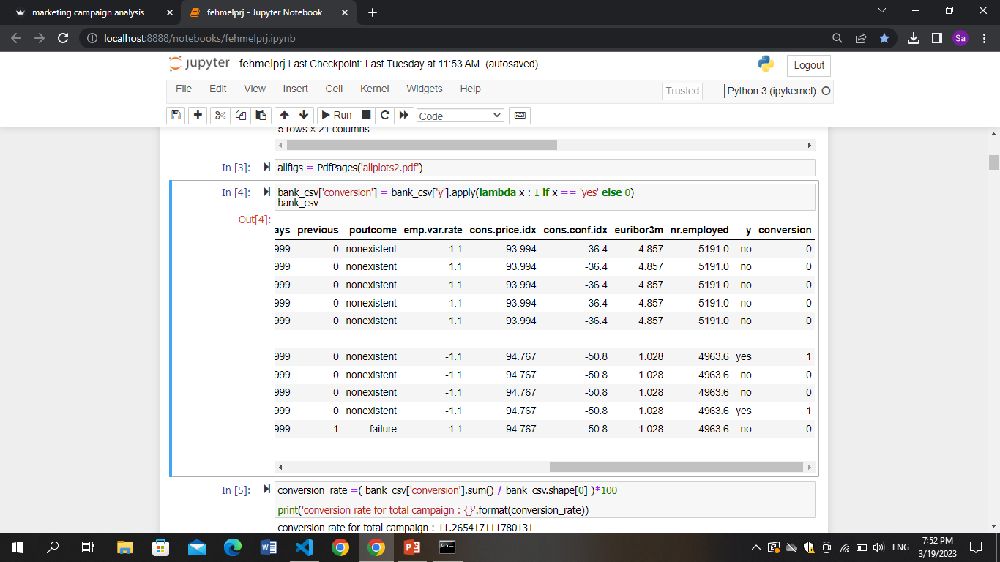 marketing campaign analysis
fehmelprj - Jupyter Notebook
localhost:8888/notebooks/fehmelprj.ipynb
Sa
jupyter fehmelprj Last Checkpoint: Last Tuesday at 11:53 AM (autosaved)
Logout
File Edit View Insert Cell Kernel Widgets Help
Trusted
Python 3 (ipykernel)
Run
Code
5 rows × 21 columns
In [3]: allfigs = PdfPages('allplots2.pdf')
In [4]: bank_csv['conversion'] = bank_csv['y'].apply(lambda x : 1 if x == 'yes' else 0)
bank_csv
Out[4]:
ays previous poutcome emp.var.rate cons.price.idx cons.conf.idx euribor3m nr.employed y conversion
999 0 nonexistent 1.1 93.994 -36.4 4.857 5191.0 no 0
999 0 nonexistent 1.1 93.994 -36.4 4.857 5191.0 no 0
999 0 nonexistent 1.1 93.994 -36.4 4.857 5191.0 no 0
999 0 nonexistent 1.1 93.994 -36.4 4.857 5191.0 no 0
999 0 nonexistent 1.1 93.994 -36.4 4.857 5191.0 no 0
... ... ... ... ... ... ... ... ... ...
999 0 nonexistent -1.1 94.767 -50.8 1.028 4963.6 yes 1
999 0 nonexistent -1.1 94.767 -50.8 1.028 4963.6 no 0
999 0 nonexistent -1.1 94.767 -50.8 1.028 4963.6 no 0
999 0 nonexistent -1.1 94.767 -50.8 1.028 4963.6 yes 1
999 1 failure -1.1 94.767 -50.8 1.028 4963.6 no 0
In [5]: conversion_rate =( bank_csv['conversion'].sum() / bank_csv.shape[0] )*100
print('conversion rate for total campaign : {}'.format(conversion_rate))
conversion rate for total campaign : 11.265417111780131
ENG
7:52 PM
3/19/2023